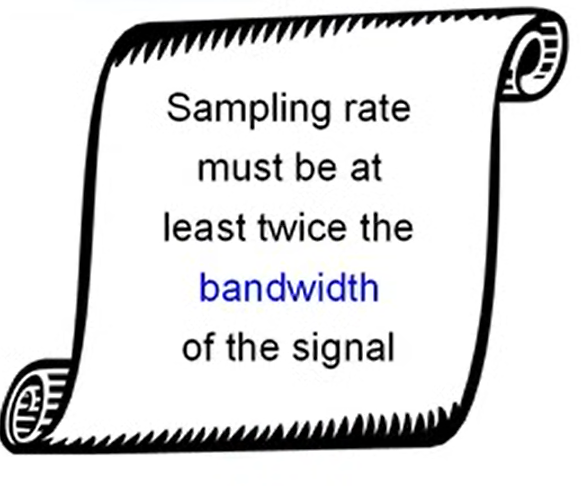 Sampling rate
must be at
least twice the
bandwidth
of the signal